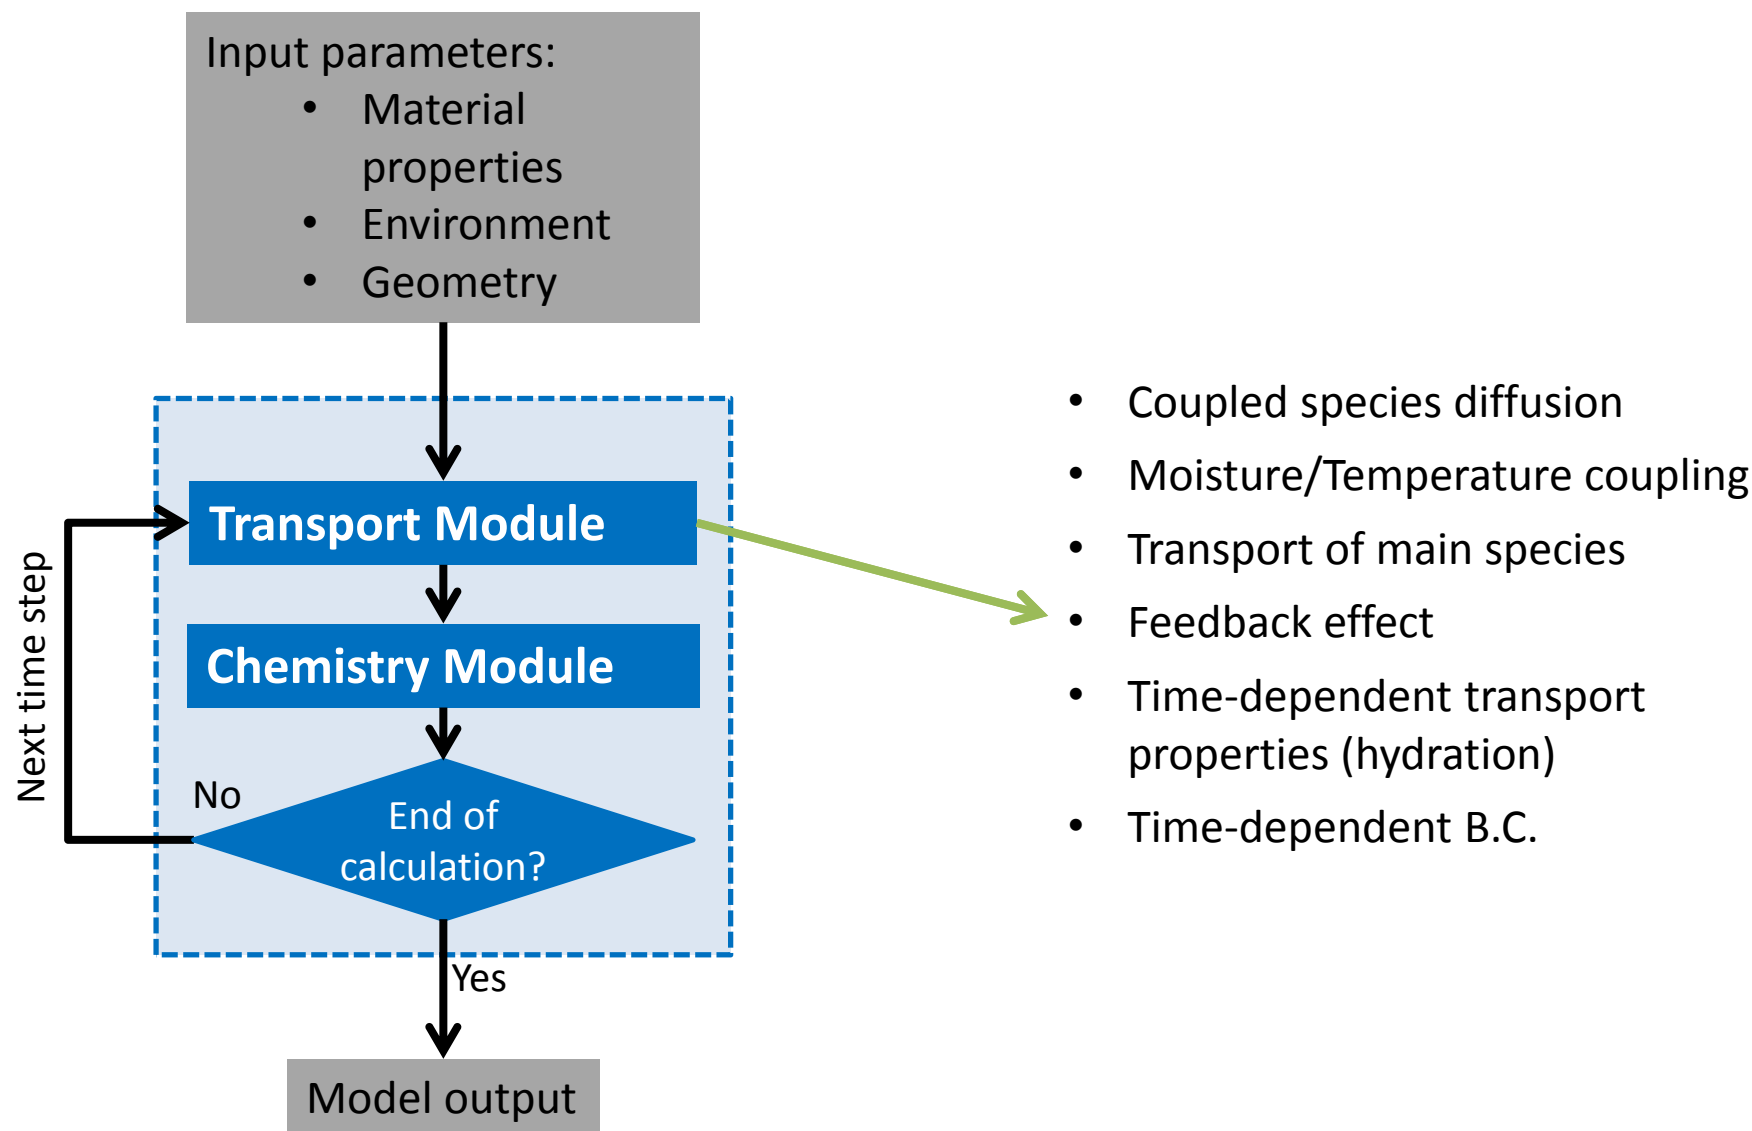 Input parameters:
• Material
properties
• Environment
• Geometry
Transport Module
Chemistry Module
Next time step
No
End of
calculation?
Yes
Model output
• Coupled species diffusion
• Moisture/Temperature coupling
• Transport of main species
• Feedback effect
• Time-dependent transport
properties (hydration)
• Time-dependent B.C.